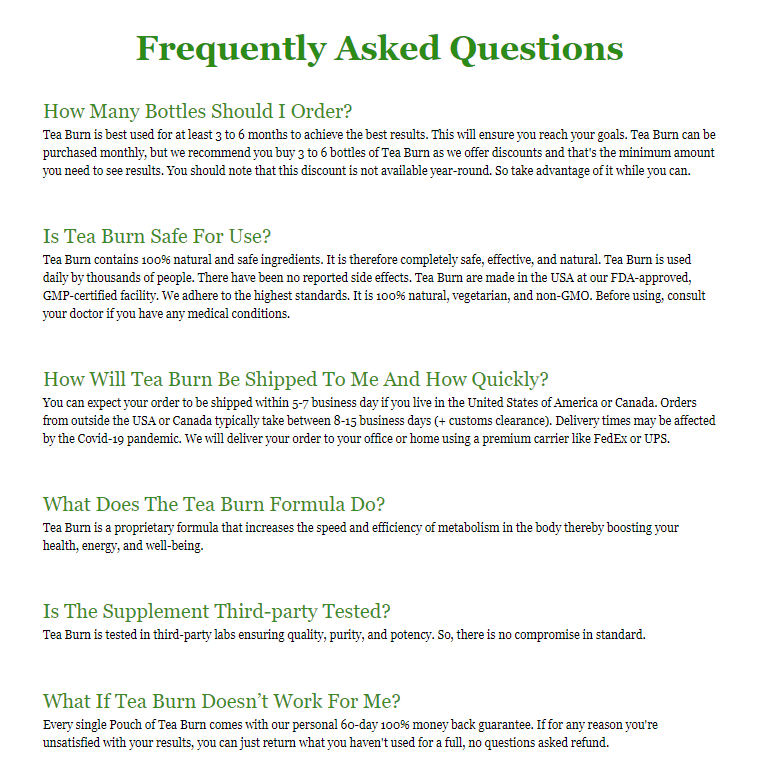 Frequently Asked Questions
How Many Bottles Should I Order?
Tea Burn is best used for at least 3 to 6 months to achieve the best results. This will ensure you reach your goals. Tea Burn can be
purchased monthly, but we recommend you buy 3 to 6 bottles of Tea Burn as we offer discounts and that's the minimum amount
you need to see results. You should note that this discount is not available year-round. So take advantage of it while you can.
Is Tea Burn Safe For Use?
Tea Burn contains 100% natural and safe ingredients. It is therefore completely safe, effective, and natural. Tea Burn is used
daily by thousands of people. There have been no reported side effects. Tea Burn are made in the USA at our FDA-approved,
GMP-certified facility. We adhere to the highest standards. It is 100% natural, vegetarian, and non-GMO. Before using, consult
your doctor if you have any medical conditions.
How Will Tea Burn Be Shipped To Me And How Quickly?
You can expect your order to be shipped within 5-7 business day if you live in the United States of America or Canada. Orders
from outside the USA or Canada typically take between 8-15 business days (+ customs clearance). Delivery times may be affected
by the Covid-19 pandemic. We will deliver your order to your office or home using a premium carrier like FedEx or UPS.
What Does The Tea Burn Formula Do?
Tea Burn is a proprietary formula that increases the speed and efficiency of metabolism in the body thereby boosting your
health, energy, and well-being.
Is The Supplement Third-party Tested?
Tea Burn is tested in third-party labs ensuring quality, purity, and potency. So, there is no compromise in standard.
What If Tea Burn Doesn’t Work For Me?
Every single Pouch of Tea Burn comes with our personal 60-day 100% money back guarantee. If for any reason you're
unsatisfied with your results, you can just return what you haven't used for a full, no questions asked refund.